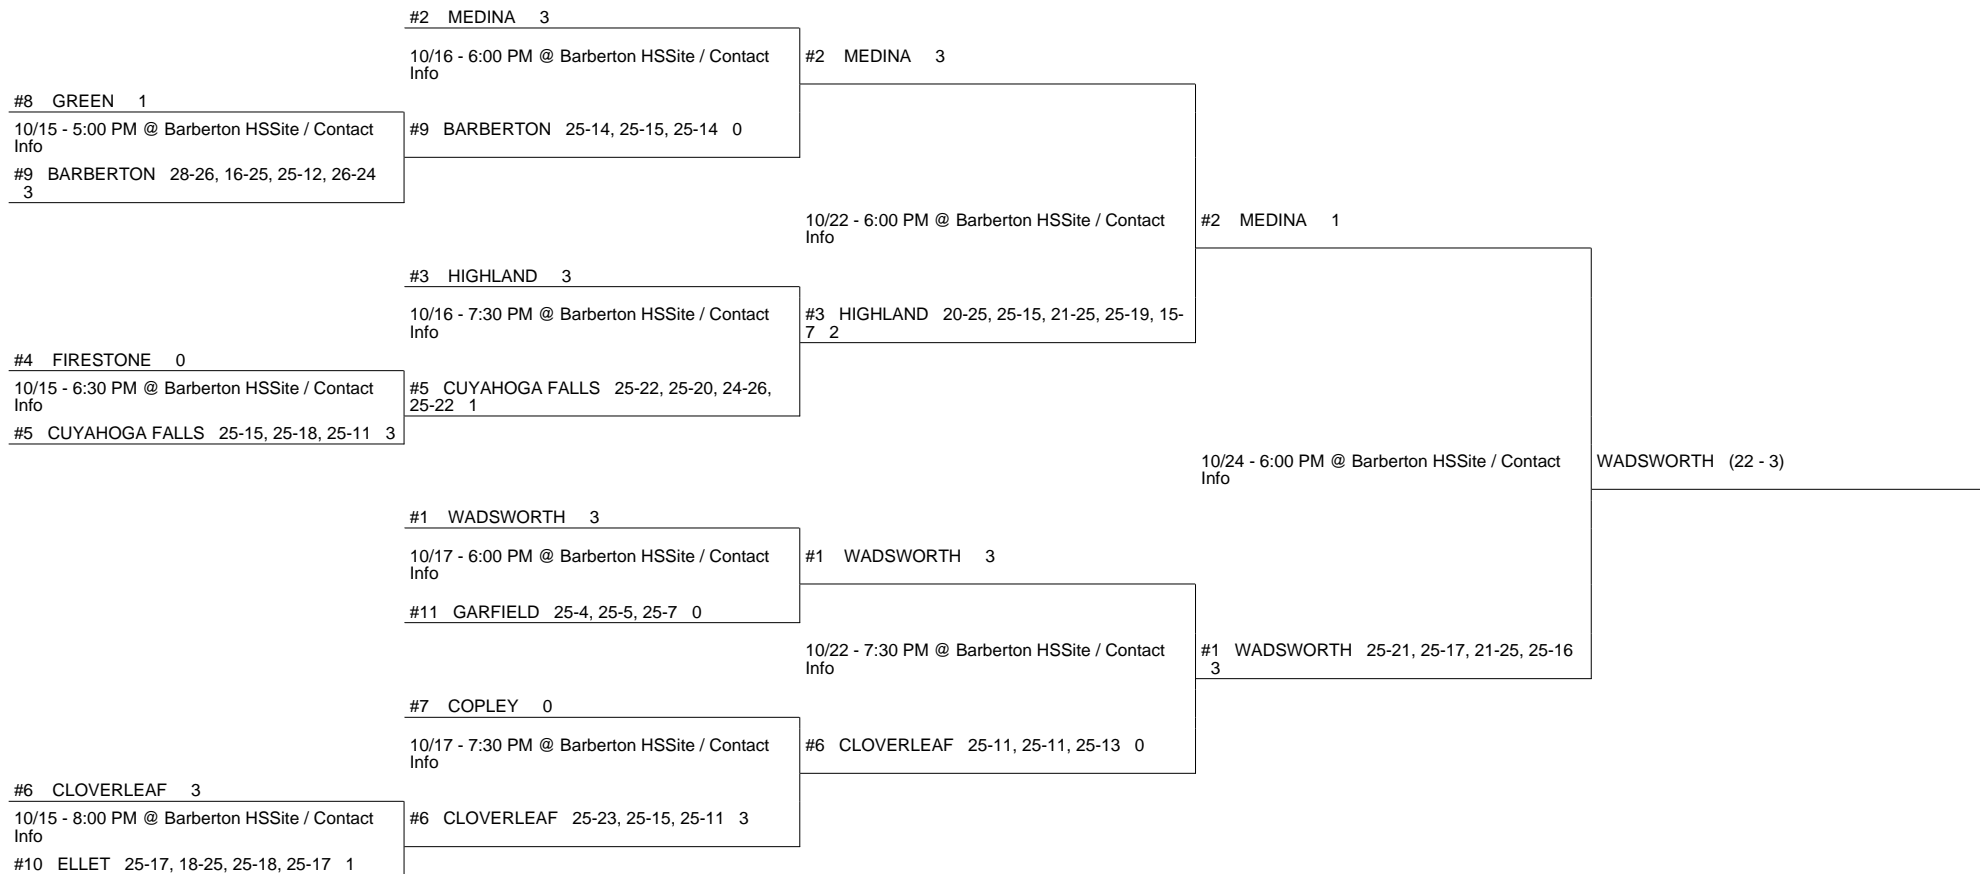 #2 MEDINA 3
10/16 - 6:00 PM @ Barberton HSSite / Contact
Info
#2 MEDINA 3
#8 GREEN 1
10/15 - 5:00 PM @ Barberton HSSite / Contact
Info
#9 BARBERTON 25-14, 25-15, 25-14 0
#9 BARBERTON 28-26, 16-25, 25-12, 26-24
3
10/22 - 6:00 PM @ Barberton HSSite / Contact
Info
#2 MEDINA 1
#3 HIGHLAND 3
10/16 - 7:30 PM @ Barberton HSSite / Contact
Info
#3 HIGHLAND 20-25, 25-15, 21-25, 25-19, 15-
7 2
#4 FIRESTONE 0
10/15 - 6:30 PM @ Barberton HSSite / Contact
Info
#5 CUYAHOGA FALLS 25-22, 25-20, 24-26,
25-22 1
#5 CUYAHOGA FALLS 25-15, 25-18, 25-11 3
10/24 - 6:00 PM @ Barberton HSSite / Contact
Info
WADSWORTH (22 - 3)
#1 WADSWORTH 3
10/17 - 6:00 PM @ Barberton HSSite / Contact
Info
#1 WADSWORTH 3
#11 GARFIELD 25-4, 25-5, 25-7 0
10/22 - 7:30 PM @ Barberton HSSite / Contact
Info
#1 WADSWORTH 25-21, 25-17, 21-25, 25-16
3
#7 COPLEY 0
10/17 - 7:30 PM @ Barberton HSSite / Contact
Info
#6 CLOVERLEAF 25-11, 25-11, 25-13 0
#6 CLOVERLEAF 3
10/15 - 8:00 PM @ Barberton HSSite / Contact
Info
#6 CLOVERLEAF 25-23, 25-15, 25-11 3
#10 ELLET 25-17, 18-25, 25-18, 25-17 1